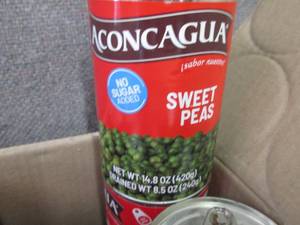 ACONCAGUA
¡sabor nuestro!
NO
SUGAR
ADDED
SWEET
PEAS
NET WT 14.8 OZ (420g)
DRAINED WT 8.5 OZ (240g)